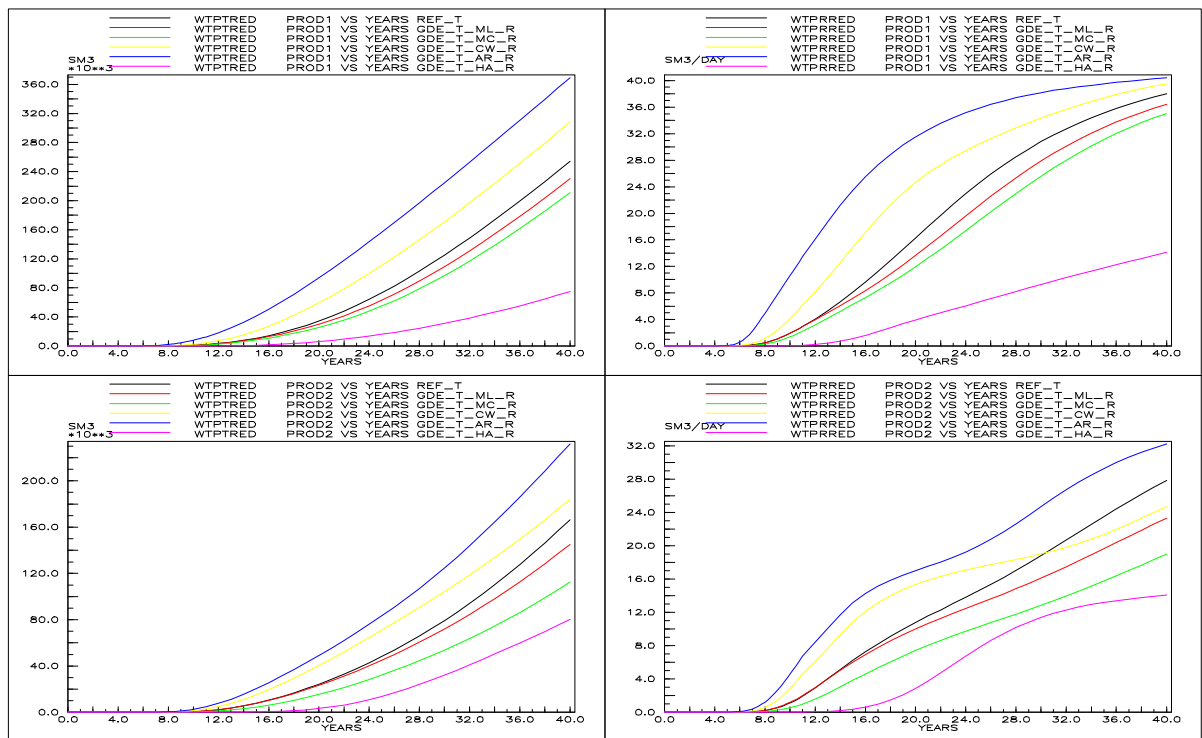 WTPTRED PROD1 VS YEARS REF_T
WTPTRED PROD1 VS YEARS GDE_T_ML_R
WTPTRED PROD1 VS YEARS GDE_T_MC_R
WTPTRED PROD1 VS YEARS GDE_T_CW_R
WTPTRED PROD1 VS YEARS GDE_T_AR_R
WTPTRED PROD1 VS YEARS GDE_T_HA_R
SM3
*10**3
360.0
320.0
280.0
240.0
200.0
160.0
120.0
80.0
40.0
0.0
0.0 4.0 8.0 12.0 16.0 20.0 24.0 28.0 32.0 36.0 40.0
YEARS
WTPRRED PROD1 VS YEARS REF_T
WTPRRED PROD1 VS YEARS GDE_T_ML_R
WTPRRED PROD1 VS YEARS GDE_T_MC_R
WTPRRED PROD1 VS YEARS GDE_T_CW_R
WTPRRED PROD1 VS YEARS GDE_T_AR_R
WTPRRED PROD1 VS YEARS GDE_T_HA_R
SM3/DAY
40.0
36.0
32.0
28.0
24.0
20.0
16.0
12.0
8.0
4.0
0.0
0.0 4.0 8.0 12.0 16.0 20.0 24.0 28.0 32.0 36.0 40.0
YEARS
WTPTRED PROD2 VS YEARS REF_T
WTPTRED PROD2 VS YEARS GDE_T_ML_R
WTPTRED PROD2 VS YEARS GDE_T_MC_R
WTPTRED PROD2 VS YEARS GDE_T_CW_R
WTPTRED PROD2 VS YEARS GDE_T_AR_R
WTPTRED PROD2 VS YEARS GDE_T_HA_R
SM3
*10**3
200.0
160.0
120.0
80.0
40.0
0.0
0.0 4.0 8.0 12.0 16.0 20.0 24.0 28.0 32.0 36.0 40.0
YEARS
WTPRRED PROD2 VS YEARS REF_T
WTPRRED PROD2 VS YEARS GDE_T_ML_R
WTPRRED PROD2 VS YEARS GDE_T_MC_R
WTPRRED PROD2 VS YEARS GDE_T_CW_R
WTPRRED PROD2 VS YEARS GDE_T_AR_R
WTPRRED PROD2 VS YEARS GDE_T_HA_R
SM3/DAY
32.0
28.0
24.0
20.0
16.0
12.0
8.0
4.0
0.0
0.0 4.0 8.0 12.0 16.0 20.0 24.0 28.0 32.0 36.0 40.0
YEARS